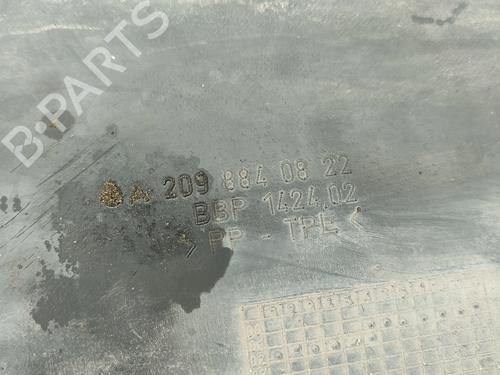 B-PARTS
A 209 884 08 22
BBP 1424.02
> PP - TPE <